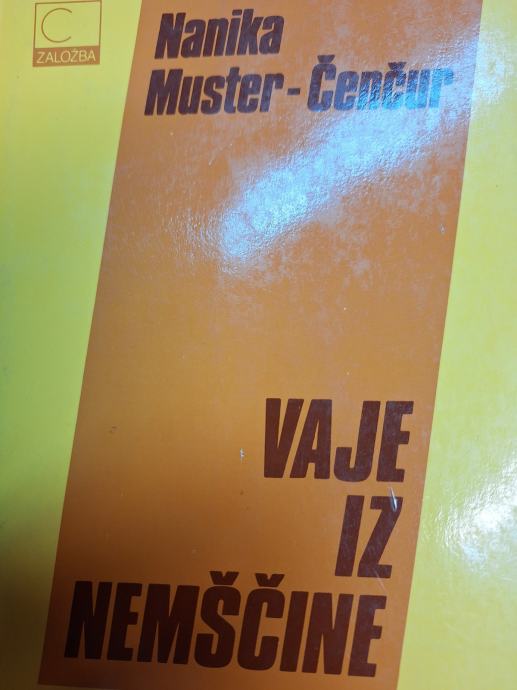 C
ZALOŽBA
Nanika
Muster-Čenčur
VAJE
IZ
NEMŠČINE